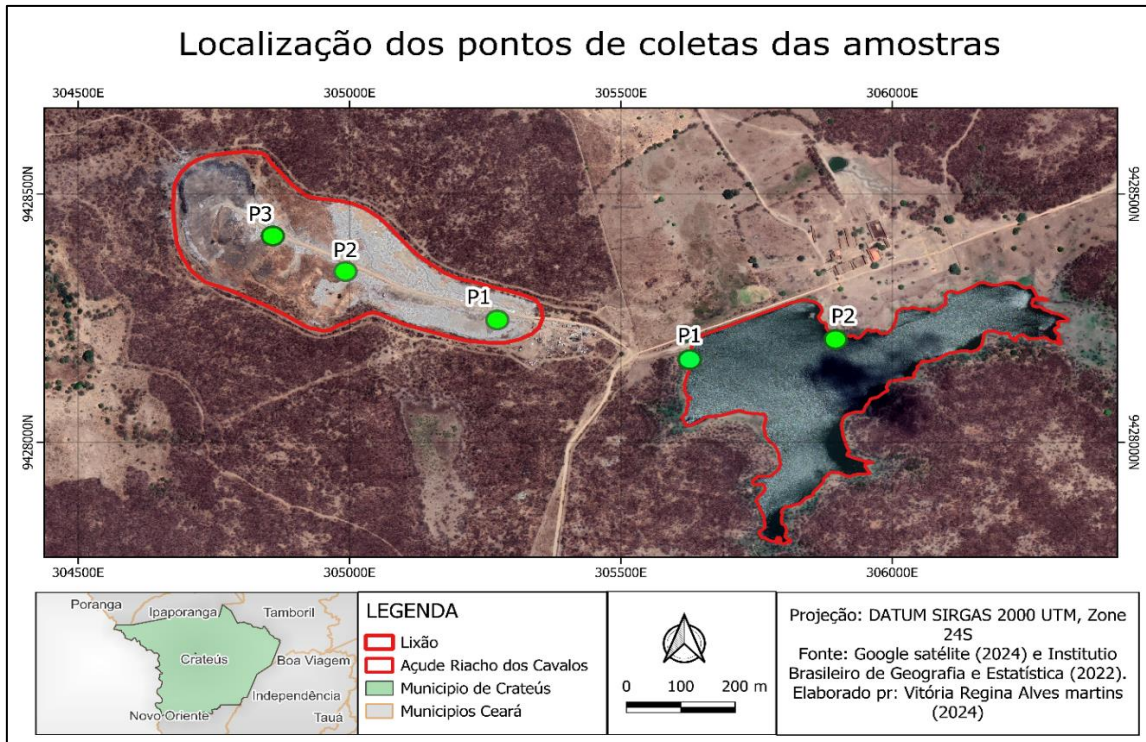 Localização dos pontos de coletas das amostras
304500E
305000E
305500E
306000E
9428500N
9428500N
P3
P2
P1
P1
P2
9428000N
9428000N
304500E
305000E
305500E
306000E
Poranga
Ipaporanga
Tamboril
Crateús
Boa Viagem
Independência
Novo Oriente
Tauá
LEGENDA
Lixão
Açude Riacho dos Cavalos
Municipio de Crateús
Municipios Ceará
0 100 200 m
Projeção: DATUM SIRGAS 2000 UTM, Zone
24S
Fonte: Google satélite (2024) e Institutio
Brasileiro de Geografia e Estatística (2022).
Elaborado pr: Vitória Regina Alves martins
(2024)